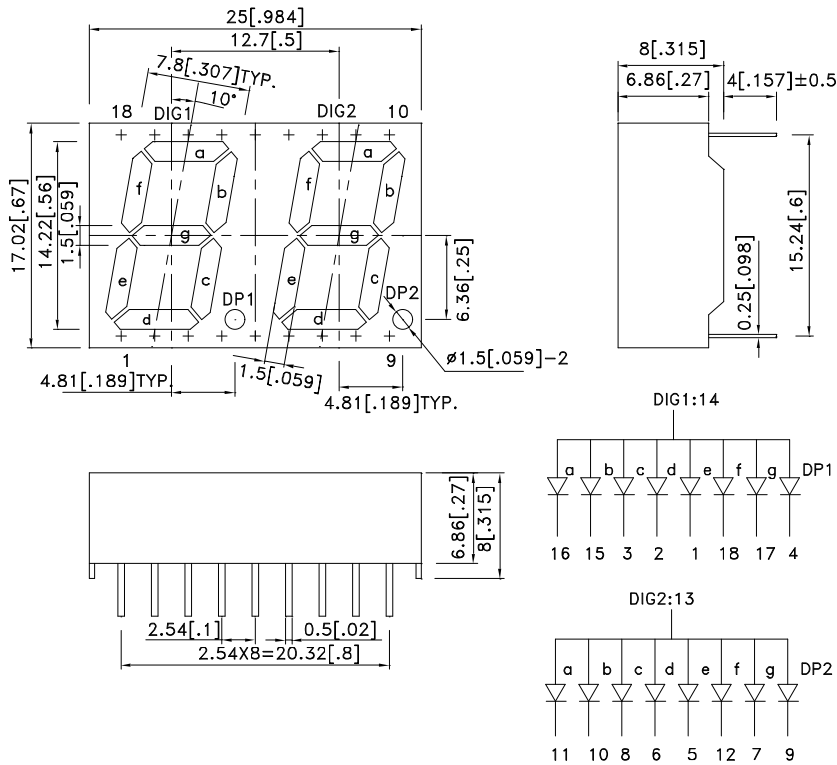 25[.984]
12.7[.5]
7.8[.307]TYP.
10°
18 DIG1 DIG2 10
a a
f b f b
g g
e c e c
d DP1 d DP2
1 9
17.02[.67]
14.22[.56]
1.5[.059]
6.36[.25]
ø1.5[.059]-2
1.5[.059]
4.81[.189]TYP.
4.81[.189]TYP.
8[.315]
6.86[.27] 4[.157]±0.5
15.24[.6]
0.25[.098]
6.86[.27]
8[.315]
2.54[.1] 0.5[.02]
2.54X8=20.32[.8]
DIG1:14
a b c d e f g DP1
16 15 3 2 1 18 17 4
DIG2:13
a b c d e f g DP2
11 10 8 6 5 12 7 9